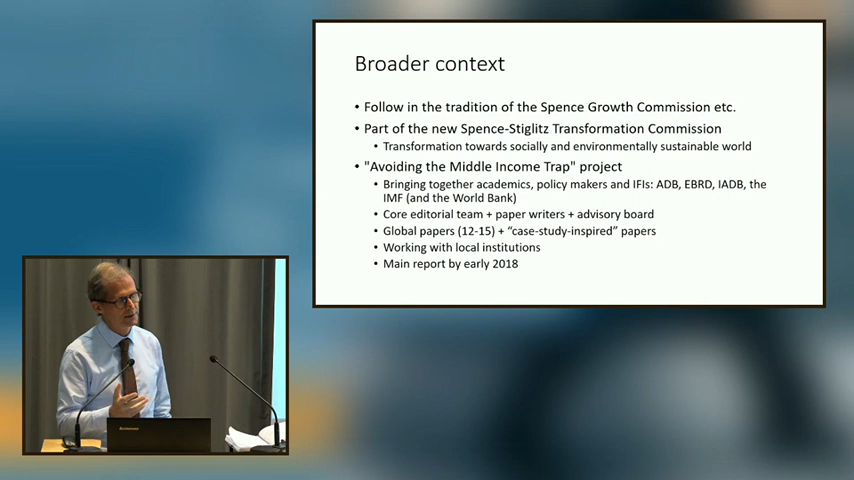 Broader context
• Follow in the tradition of the Spence Growth Commission etc.
• Part of the new Spence-Stiglitz Transformation Commission
• Transformation towards socially and environmentally sustainable world
• "Avoiding the Middle Income Trap" project
• Bringing together academics, policy makers and IFIs: ADB, EBRD, IADB, the
IMF (and the World Bank)
• Core editorial team + paper writers + advisory board
• Global papers (12-15) + “case-study-inspired” papers
• Working with local institutions
• Main report by early 2018